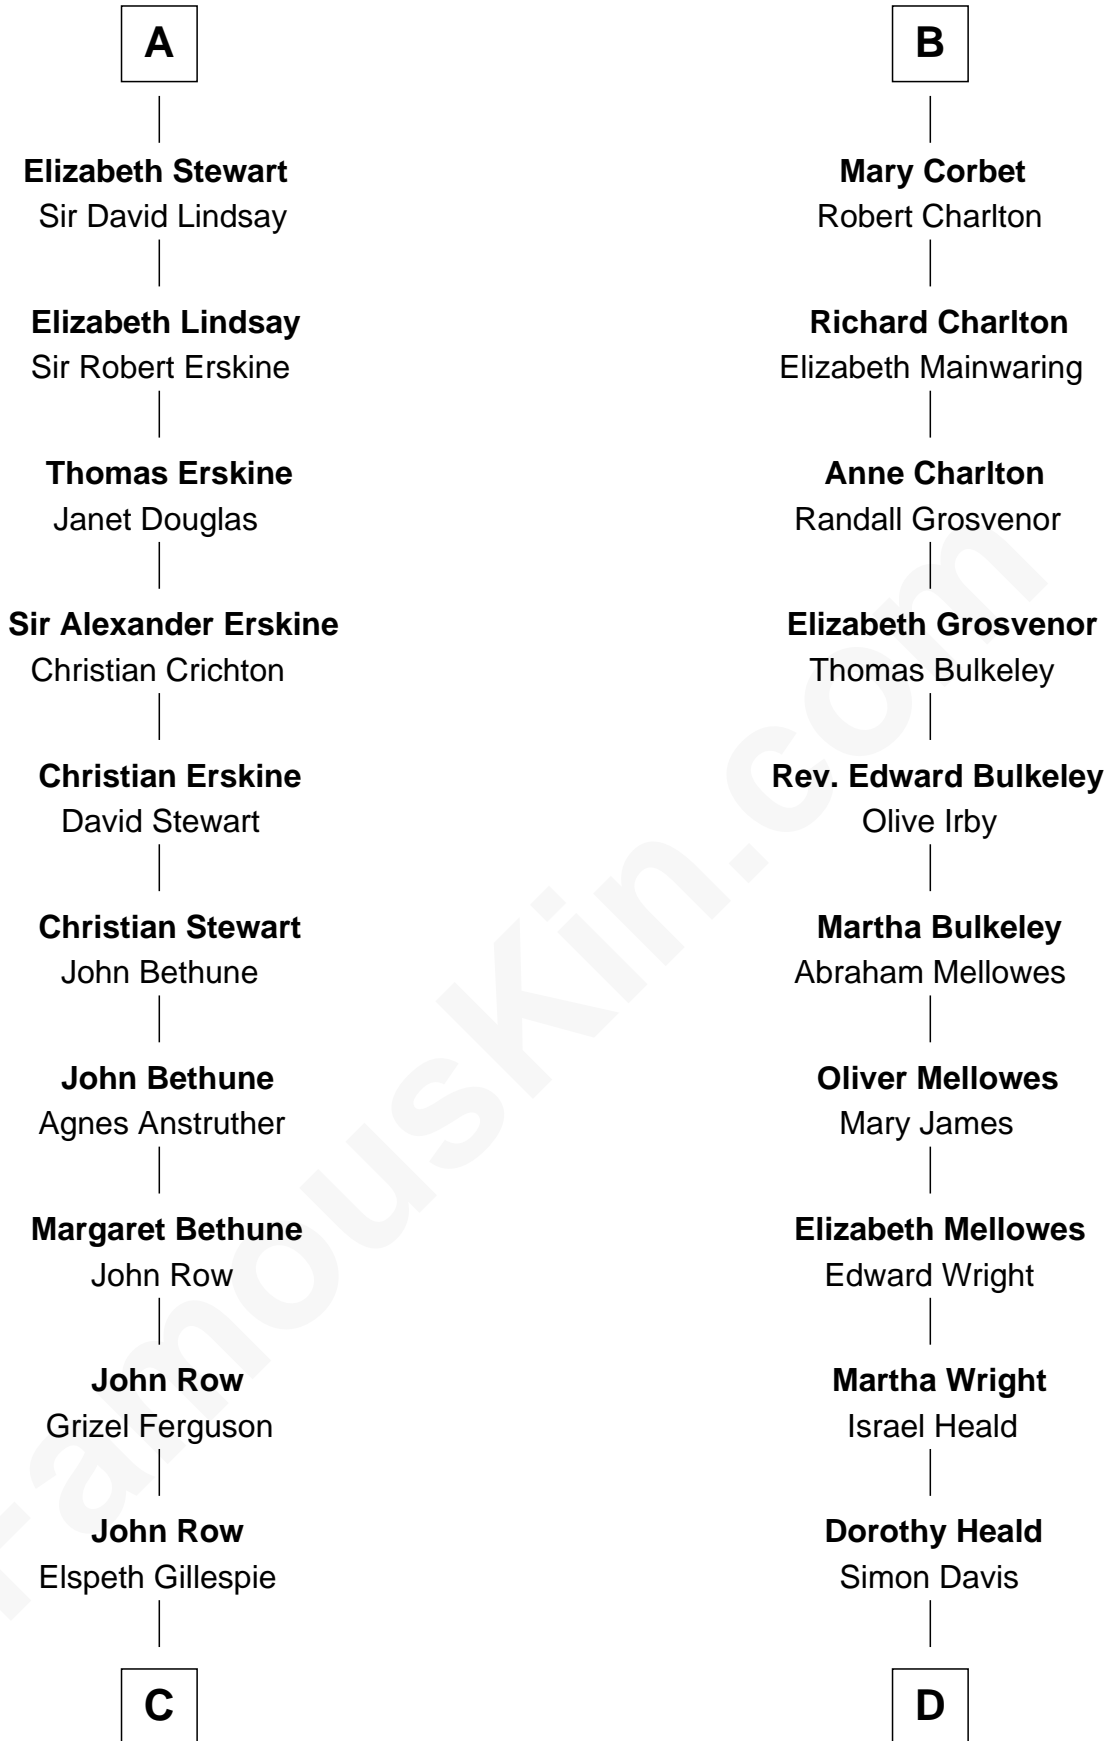 A
Elizabeth Stewart
Sir David Lindsay
Elizabeth Lindsay
Sir Robert Erskine
Thomas Erskine
Janet Douglas
Sir Alexander Erskine
Christian Crichton
Christian Erskine
David Stewart
Christian Stewart
John Bethune
John Bethune
Agnes Anstruther
Margaret Bethune
John Row
John Row
Grizel Ferguson
John Row
Elspeth Gillespie
C
B
Mary Corbet
Robert Charlton
Richard Charlton
Elizabeth Mainwaring
Anne Charlton
Randall Grosvenor
Elizabeth Grosvenor
Thomas Bulkeley
Rev. Edward Bulkeley
Olive Irby
Martha Bulkeley
Abraham Mellowes
Oliver Mellowes
Mary James
Elizabeth Mellowes
Edward Wright
Martha Wright
Israel Heald
Dorothy Heald
Simon Davis
D
FamousKin.com